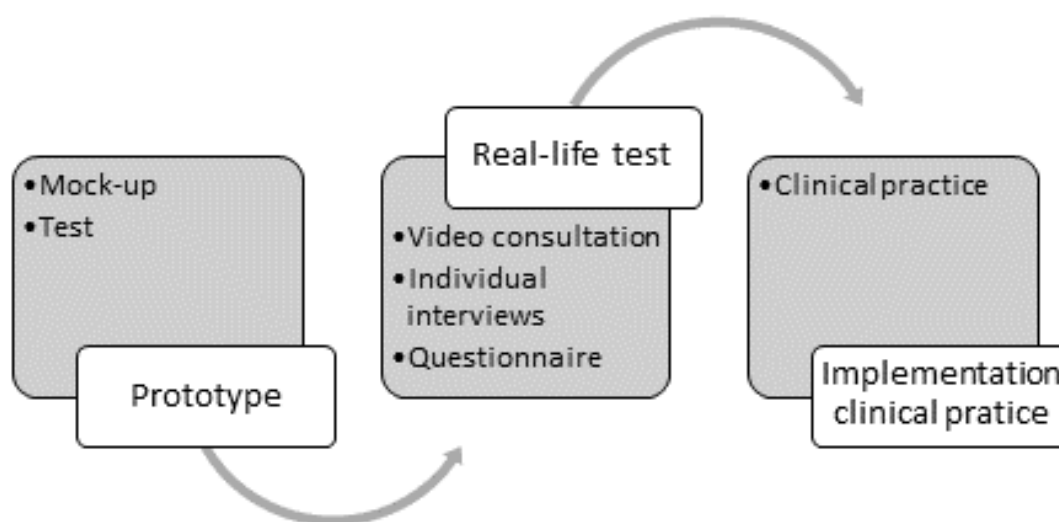 •Mock-up
•Test
Prototype
Real-life test
•Video consultation
•Individual
interviews
•Questionnaire
•Clinical practice
Implementation
clinical pratice